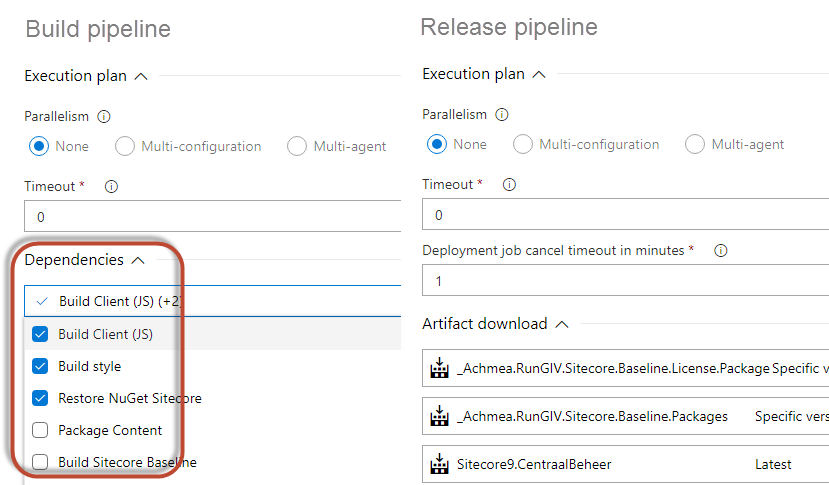 Build pipeline
Execution plan
Parallelism
None
Multi-configuration
Multi-agent
Timeout *
0
Dependencies
Build Client (JS) (+2)
Build Client (JS)
Build style
Restore NuGet Sitecore
Package Content
Build Sitecore Baseline
Release pipeline
Execution plan
Parallelism
None
Multi-configuration
Multi-agent
Timeout *
0
Deployment job cancel timeout in minutes *
1
Artifact download
_Achmea.RunGIV.Sitecore.Baseline.License.Package Specific v
_Achmea.RunGIV.Sitecore.Baseline.Packages Specific vers
Sitecore9.CentraalBeheer Latest